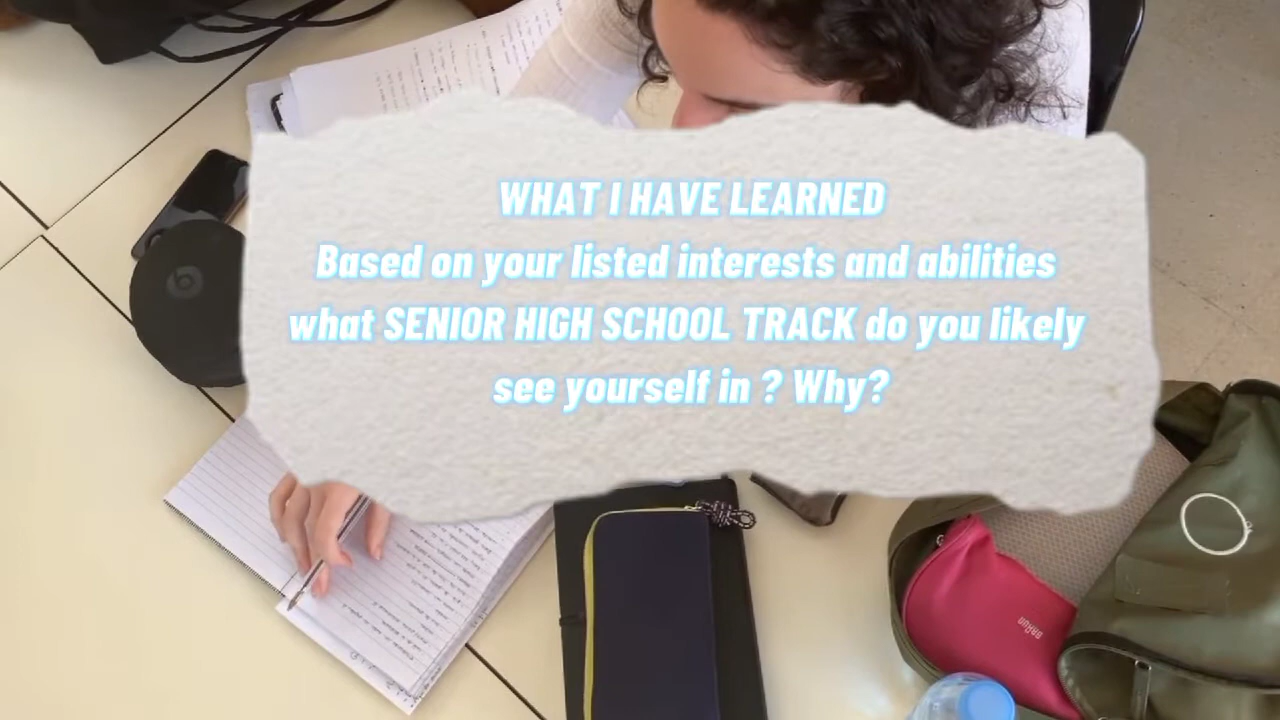 WHAT I HAVE LEARNED
Based on your listed interests and abilities
what SENIOR HIGH SCHOOL TRACK do you likely
see yourself in ? Why?
BRAUN